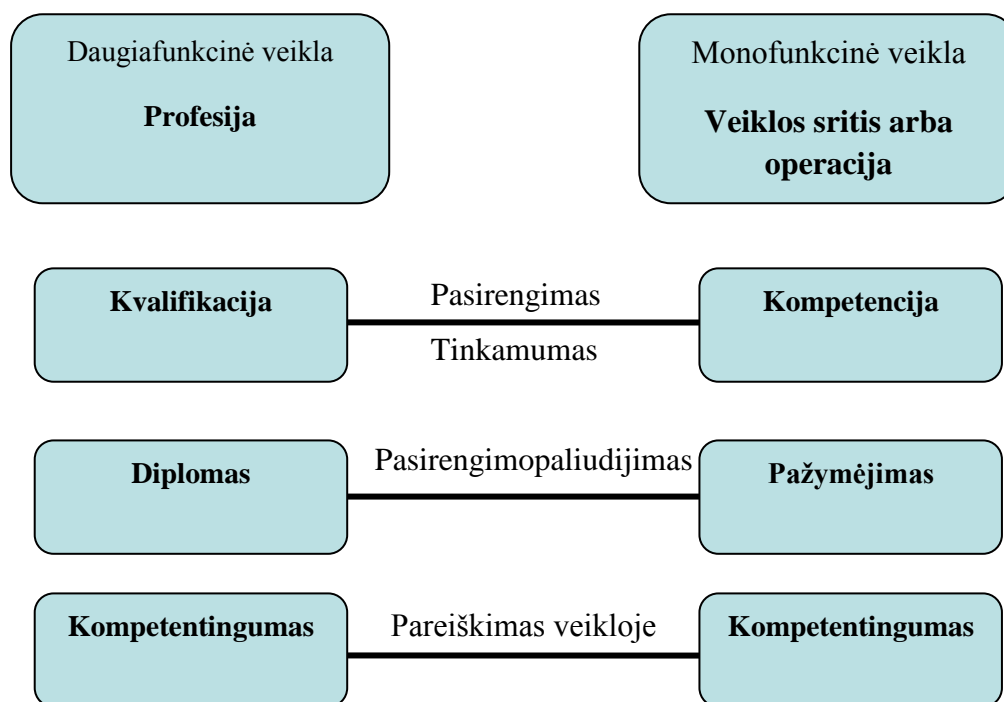 Daugiafunkcinė veikla
Profesija
Monofunkcinė veikla
Veiklos sritis arba
operacija
Kvalifikacija
Pasirengimas
Tinkamumas
Kompetencija
Diplomas
Pasirengimopaliudijimas
Pažymėjimas
Kompetentingumas
Pareiškimas veikloje
Kompetentingumas